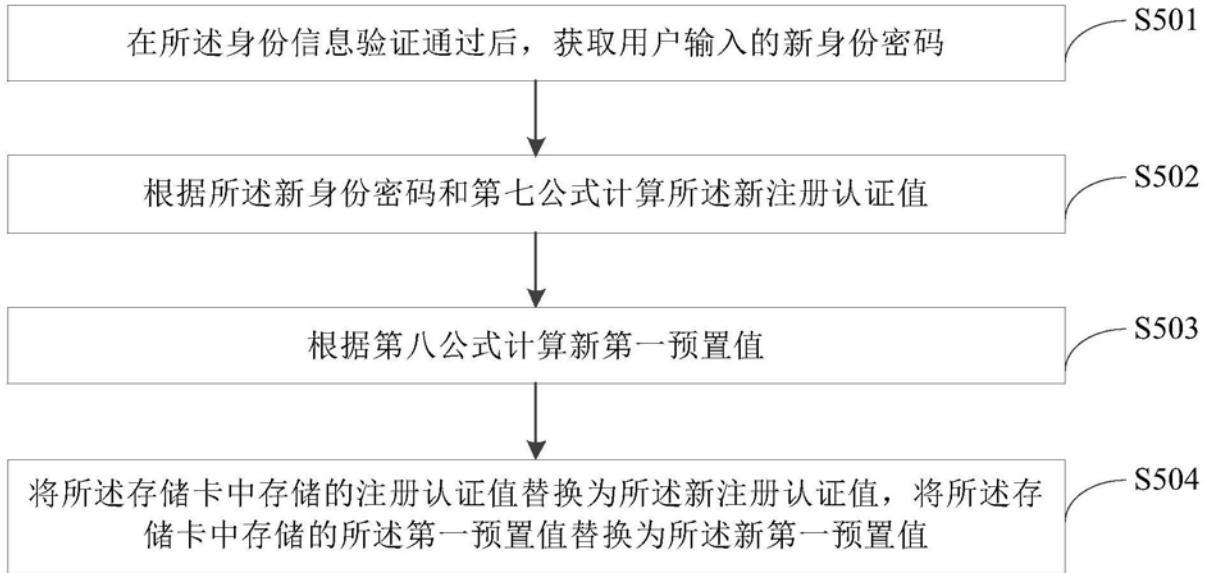 在所述身份信息验证通过后，获取用户输入的新身份密码
S501
根据所述新身份密码和第七公式计算所述新注册认证值
S502
根据第八公式计算新第一预置值
S503
将所述存储卡中存储的注册认证值替换为所述新注册认证值，将所述存
储卡中存储的所述第一预置值替换为所述新第一预置值
S504